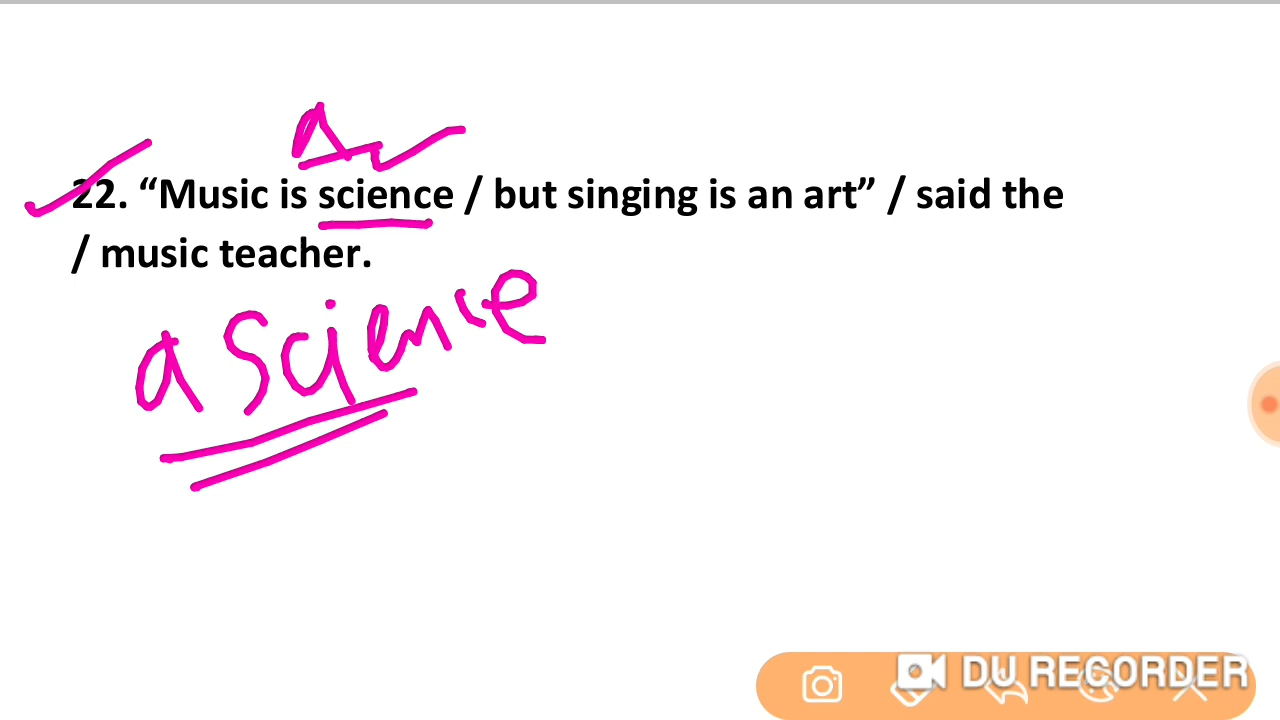 a
22. “Music is science / but singing is an art” / said the
/ music teacher.
a science
DU RECORDER